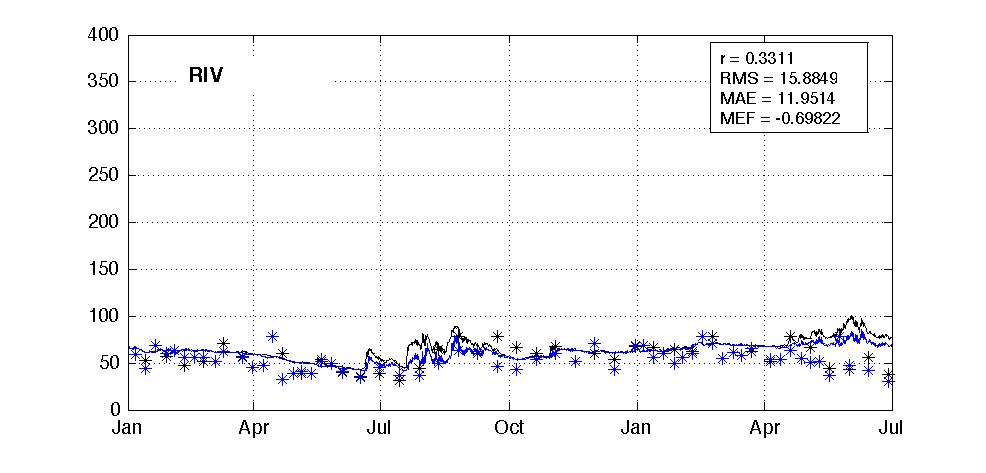 400
350
300
250
200
150
100
50
0
RIV
r = 0.3311
RMS = 15.8849
MAE = 11.9514
MEF = -0.69822
Jan Apr Jul Oct Jan Apr Jul